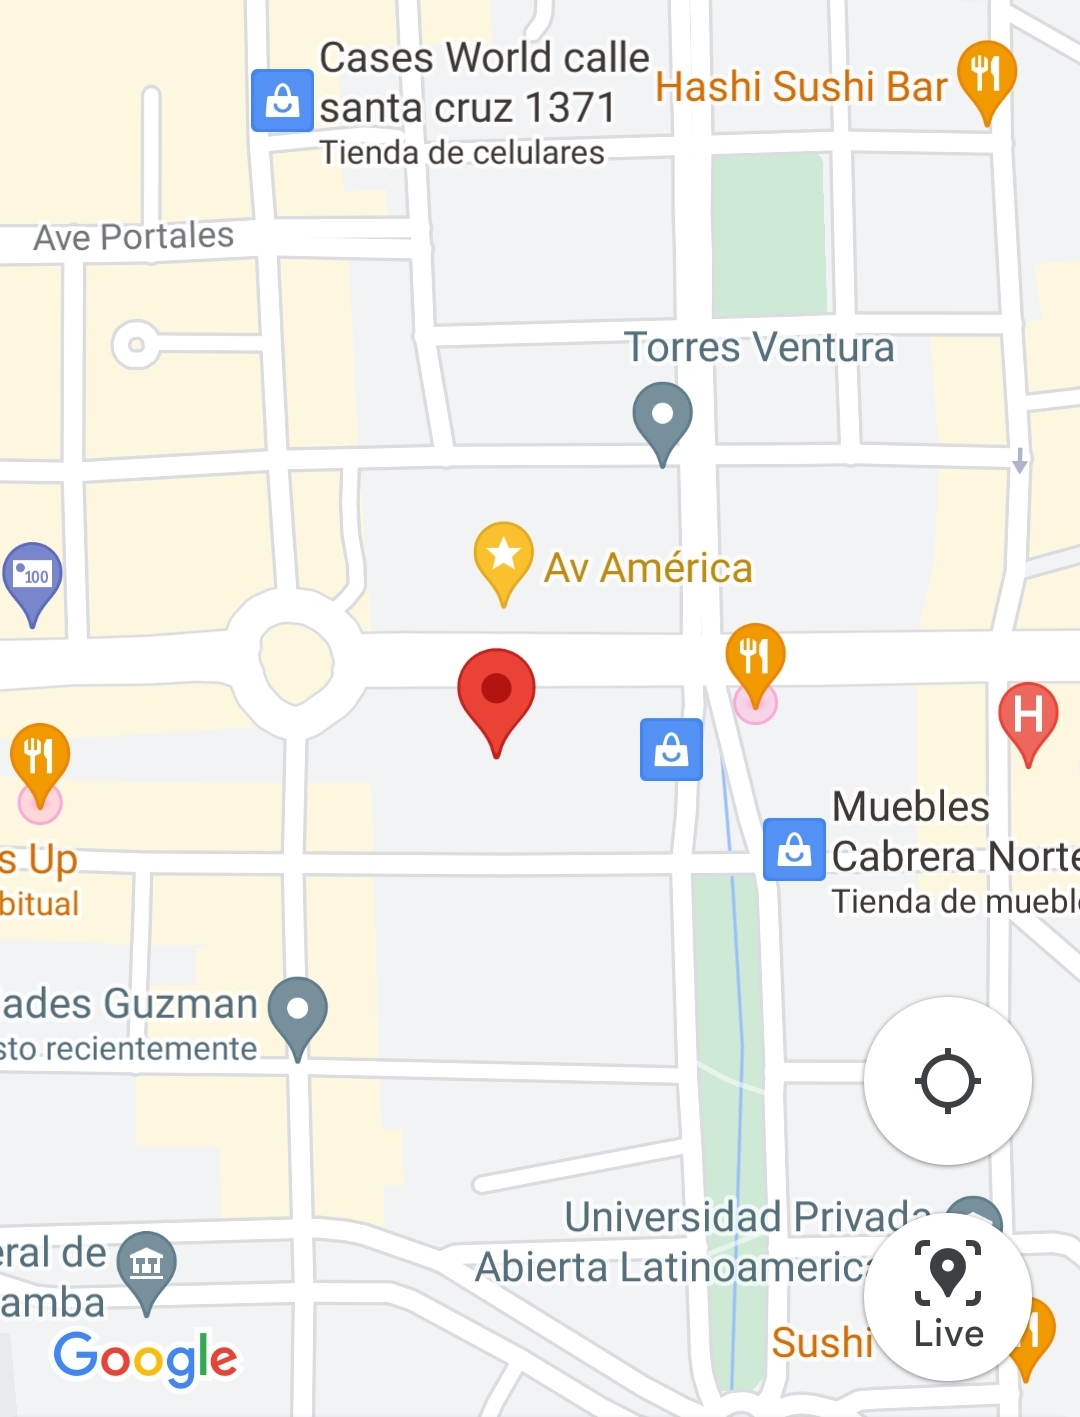 Cases World calle
santa cruz 1371
Tienda de celulares
Hashi Sushi Bar
Ave Portales
Torres Ventura
100
Av América
H
Muebles
Cabrera Norte
Tienda de mueble
s Up
bitual
ades Guzman
sto recientemente
Universidad Privada
Abierta Latinoamerica
eral de
amba
Sushi
Live
Google